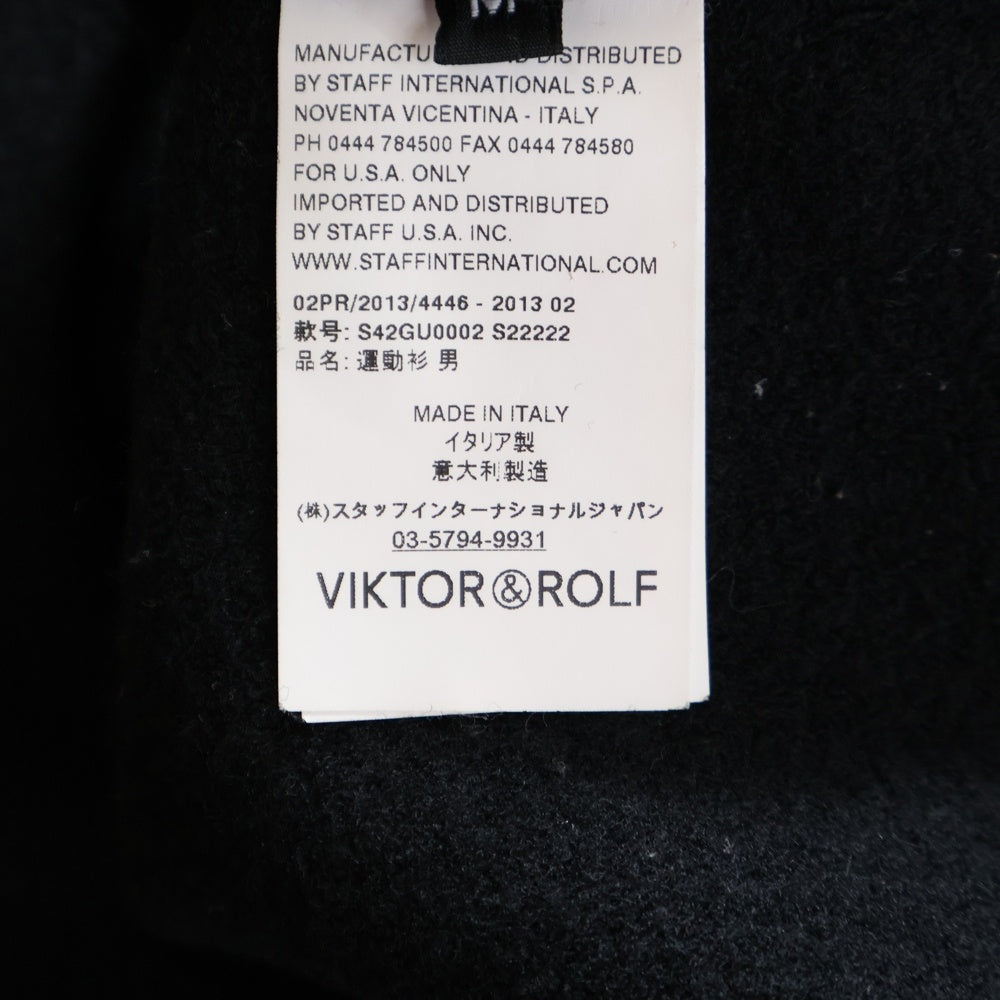 M
MANUFACTU DISTRIBUTED
BY STAFF INTERNATIONAL S.P.A.
NOVENTA VICENTINA - ITALY
PH 0444 784500 FAX 0444 784580
FOR U.S.A. ONLY
IMPORTED AND DISTRIBUTED
BY STAFF U.S.A. INC.
WWW.STAFFINTERNATIONAL.COM
02PR/2013/4446 - 2013 02
軟号: S42GU0002 S22222
品名: 運動衫 男
MADE IN ITALY
イタリア製
意大利製造
(株)スタッフインターナショナルジャパン
03-5794-9931
VIKTOR&ROLF